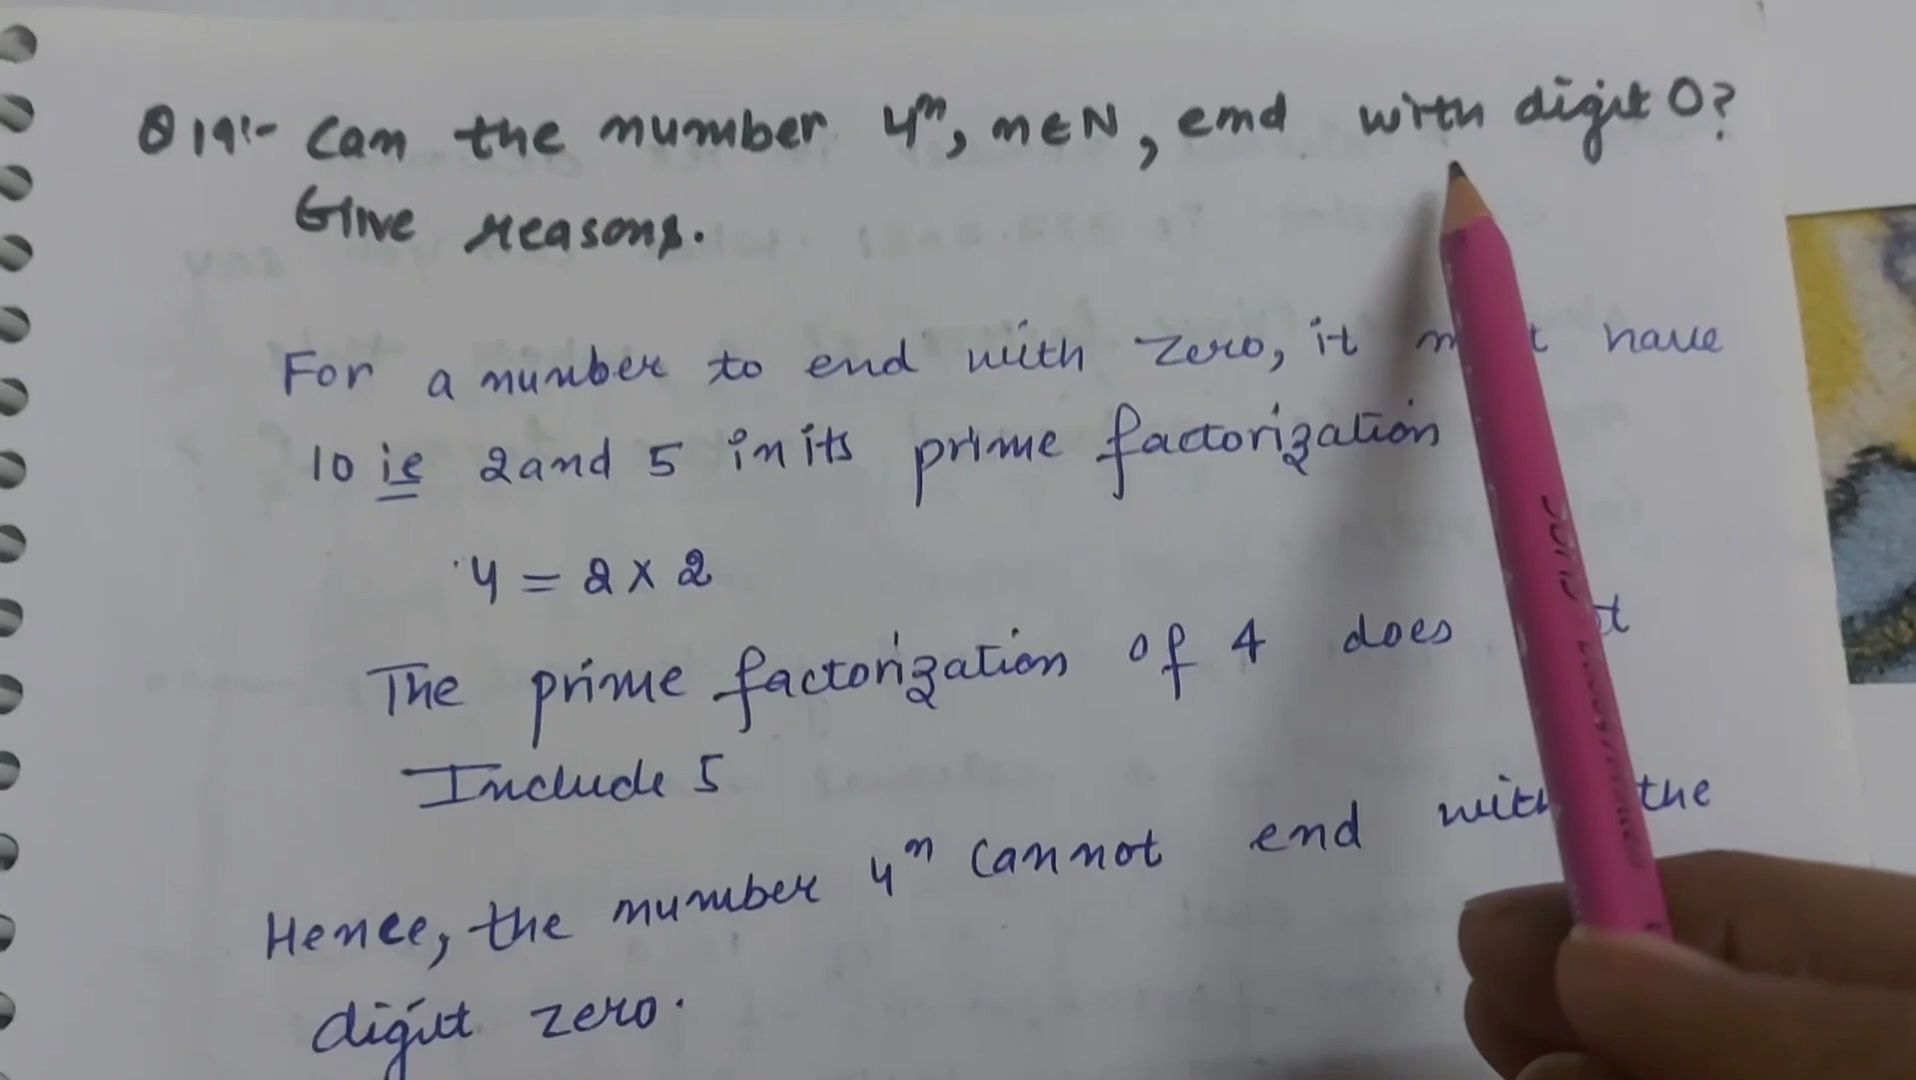 Q19:- Can the number 4ⁿ, n∈N, end with digit 0?
Give reasons.
For a number to end with zero, it have
10 ie 2 and 5 in its prime factorization
4 = 2 × 2
The prime factorization of 4 does
Include 5
Hence, the number 4ⁿ cannot end with the
digit zero.